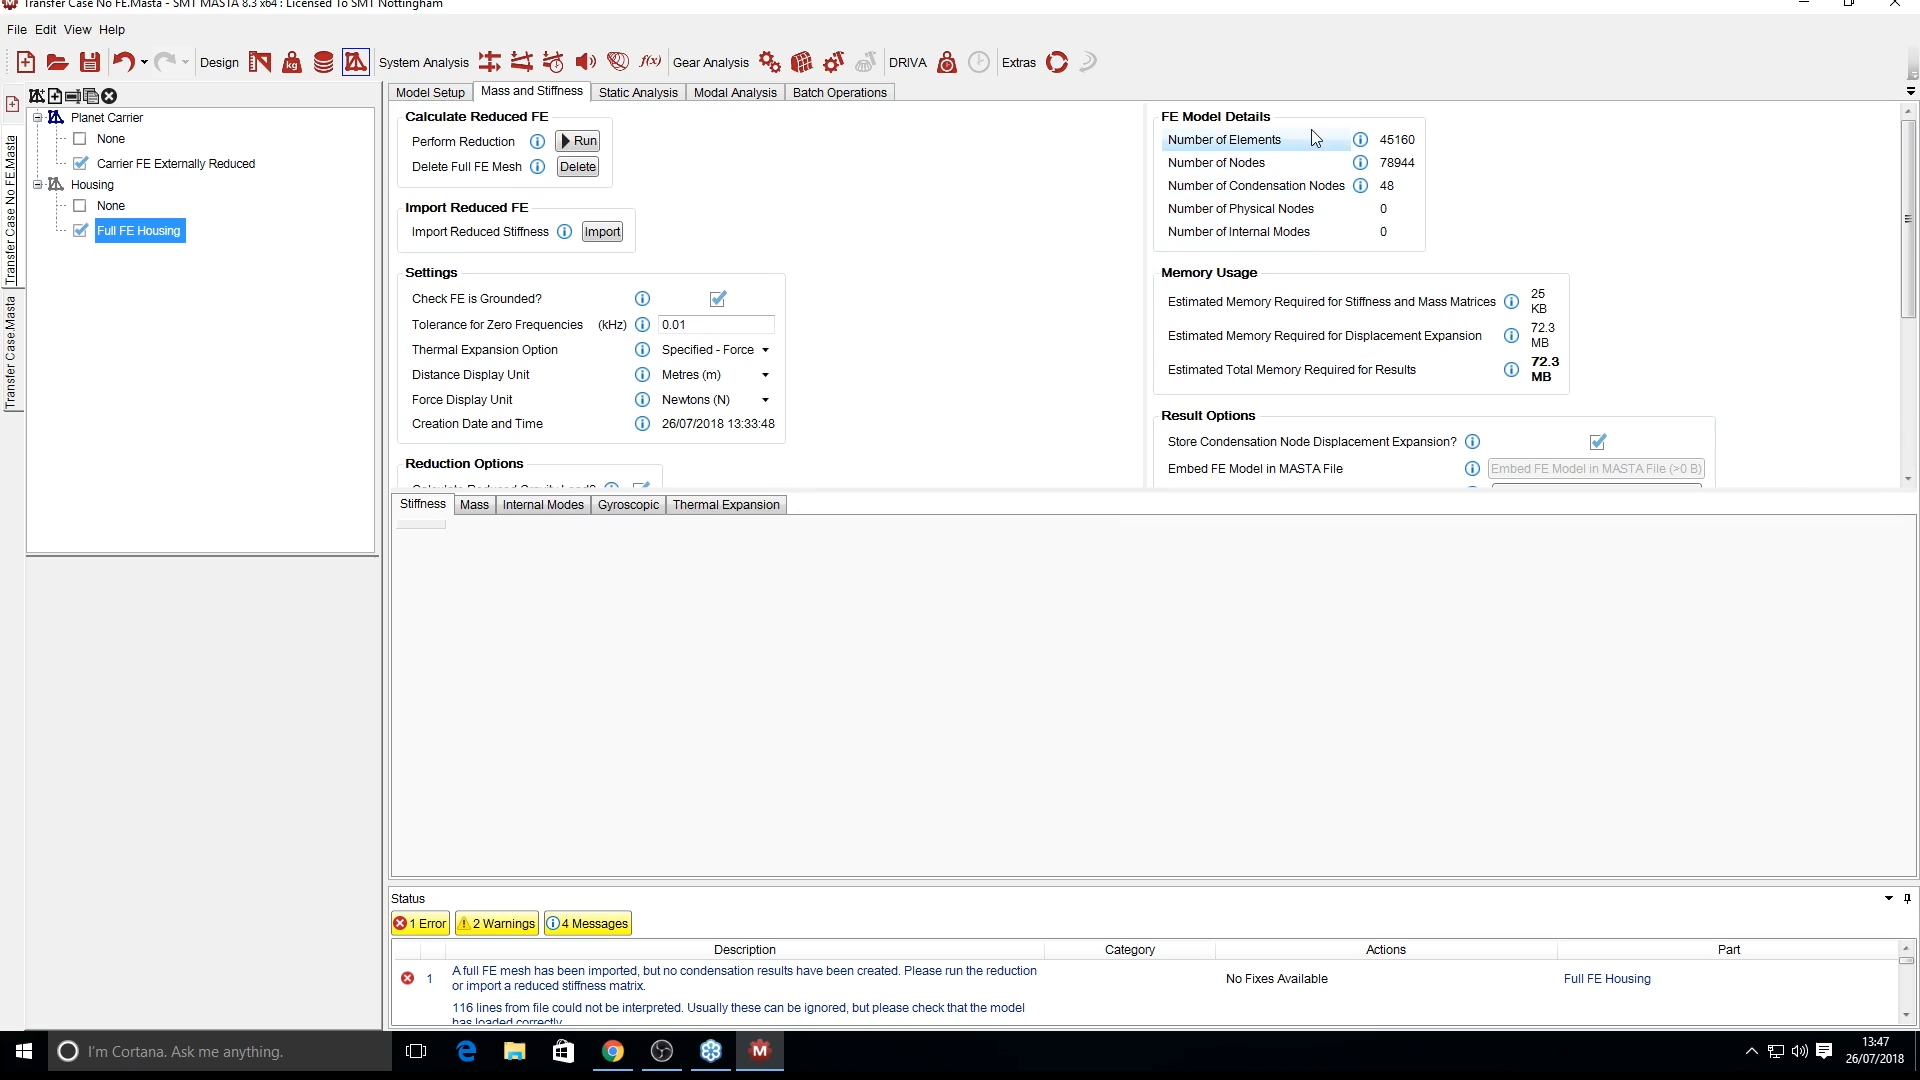 Transfer Case No FE.Masta - SMT MASTA 8.3 x64 : Licensed To SMT Nottingham
File Edit View Help
Design System Analysis f(x) Gear Analysis DRIVA Extras
Model Setup Mass and Stiffness Static Analysis Modal Analysis Batch Operations
Transfer Case No FE.Masta
Transfer Case.Masta
Planet Carrier
None
Carrier FE Externally Reduced
Housing
None
Full FE Housing
Calculate Reduced FE
Perform Reduction Run
Delete Full FE Mesh Delete
Import Reduced FE
Import Reduced Stiffness Import
Settings
Check FE is Grounded?
Tolerance for Zero Frequencies (kHz) 0.01
Thermal Expansion Option Specified - Force
Distance Display Unit Metres (m)
Force Display Unit Newtons (N)
Creation Date and Time 26/07/2018 13:33:48
Reduction Options
Calculate Reduced Gravity Load?
FE Model Details
Number of Elements 45160
Number of Nodes 78944
Number of Condensation Nodes 48
Number of Physical Nodes 0
Number of Internal Modes 0
Memory Usage
Estimated Memory Required for Stiffness and Mass Matrices 25 KB
Estimated Memory Required for Displacement Expansion 72.3 MB
Estimated Total Memory Required for Results 72.3 MB
Result Options
Store Condensation Node Displacement Expansion?
Embed FE Model in MASTA File Embed FE Model in MASTA File (>0 B)
Stiffness Mass Internal Modes Gyroscopic Thermal Expansion
Status
1 Error 2 Warnings 4 Messages
Description Category Actions Part
1 A full FE mesh has been imported, but no condensation results have been created. Please run the reduction
or import a reduced stiffness matrix. No Fixes Available Full FE Housing
116 lines from file could not be interpreted. Usually these can be ignored, but please check that the model
has loaded correctly.
I'm Cortana. Ask me anything.
13:47
26/07/2018